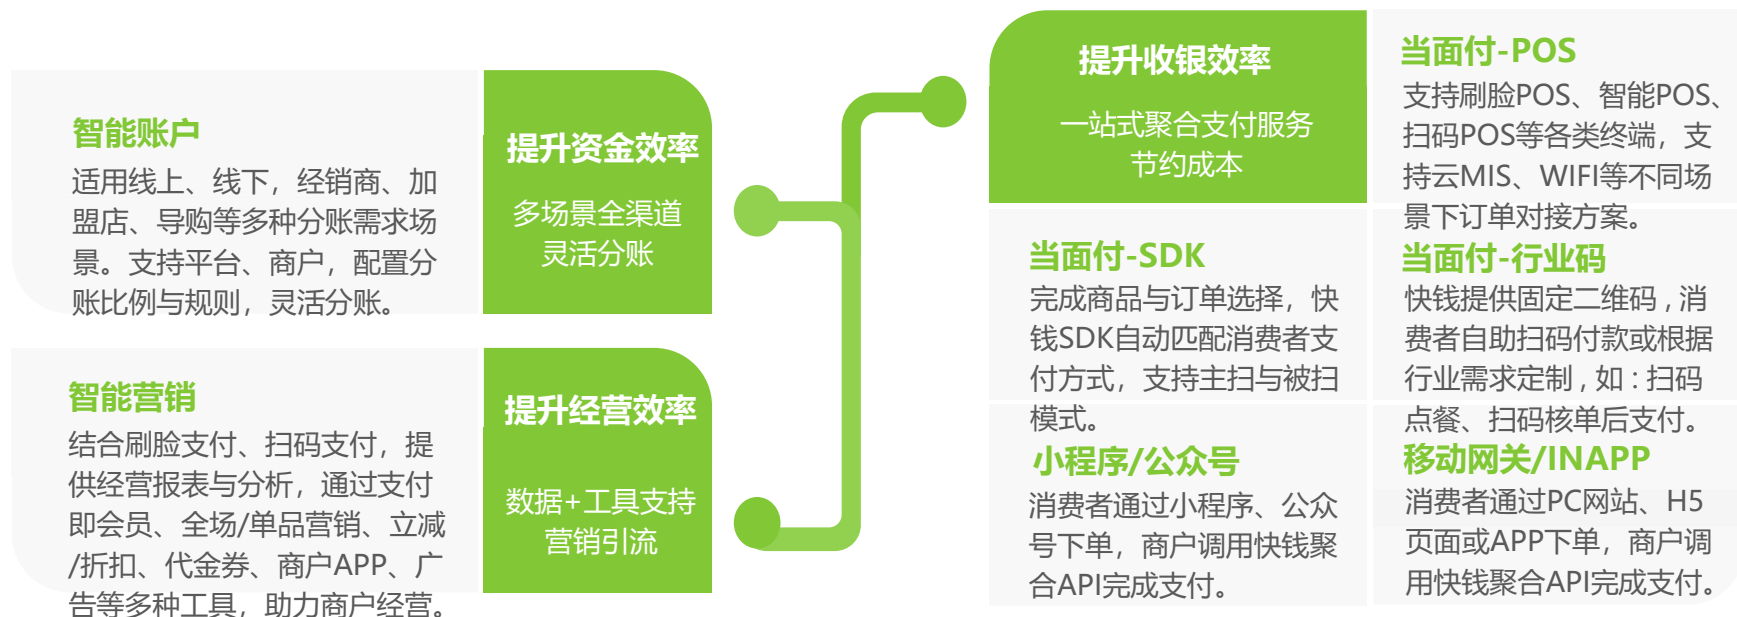 智能账户
适用线上、线下，经销商、加
盟店、导购等多种分账需求场
景。支持平台、商户，配置分
账比例与规则，灵活分账。
提升资金效率
多场景全渠道
灵活分账
智能营销
结合刷脸支付、扫码支付，提
供经营报表与分析，通过支付
即会员、全场/单品营销、立减
/折扣、代金券、商户APP、广
告等多种工具，助力商户经营。
提升经营效率
数据+工具支持
营销引流
提升收银效率
一站式聚合支付服务
节约成本
当面付-POS
支持刷脸POS、智能POS、
扫码POS等各类终端，支
持云MIS、WIFI等不同场
景下订单对接方案。
当面付-SDK
完成商品与订单选择，快
钱SDK自动匹配消费者支
付方式，支持主扫与被扫
模式。
当面付-行业码
快钱提供固定二维码,消
费者自助扫码付款或根据
行业需求定制,如:扫码
点餐、扫码核单后支付。
小程序/公众号
消费者通过小程序、公众
号下单，商户调用快钱聚
合API完成支付。
移动网关/INAPP
消费者通过PC网站、H5
页面或APP下单，商户调
用快钱聚合API完成支付。